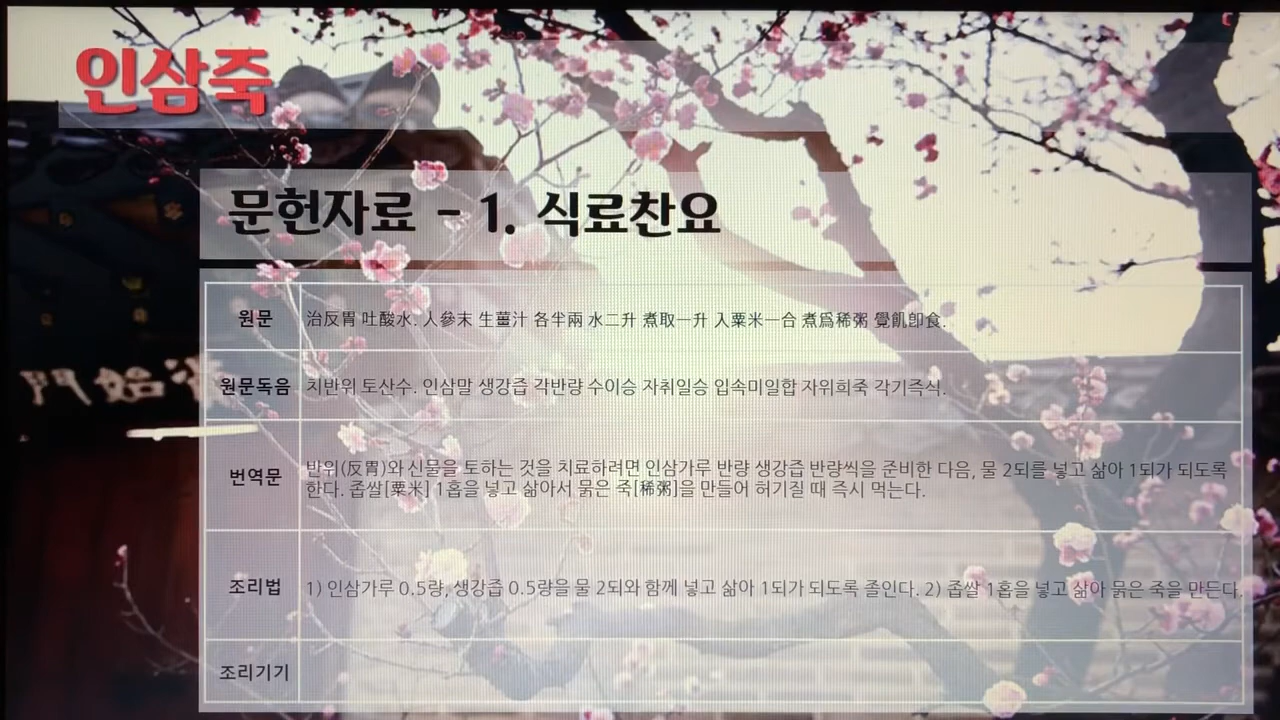 인삼죽
문헌자료 - 1. 식료찬요
원문 治反胃 吐酸水. 人參末 生薑汁 各半兩 水二升 煮取一升 入粟米一合 煮爲稀粥 覺飢卽食.
원문독음 치반위 토산수. 인삼말 생강즙 각반량 수이승 자취일승 입속미일합 자위희죽 각기즉식.
번역문 반위(反胃)와 신물을 토하는 것을 치료하려면 인삼가루 반량 생강즙 반량씩을 준비한 다음, 물 2되를 넣고 삶아 1되가 되도록
한다. 좁쌀[粟米] 1홉을 넣고 삶아서 묽은 죽[稀粥]을 만들어 허기질 때 즉시 먹는다.
조리법 1) 인삼가루 0.5량, 생강즙 0.5량을 물 2되와 함께 넣고 삶아 1되가 되도록 졸인다. 2) 좁쌀 1홉을 넣고 삶아 묽은 죽을 만든다.
조리기기
門始